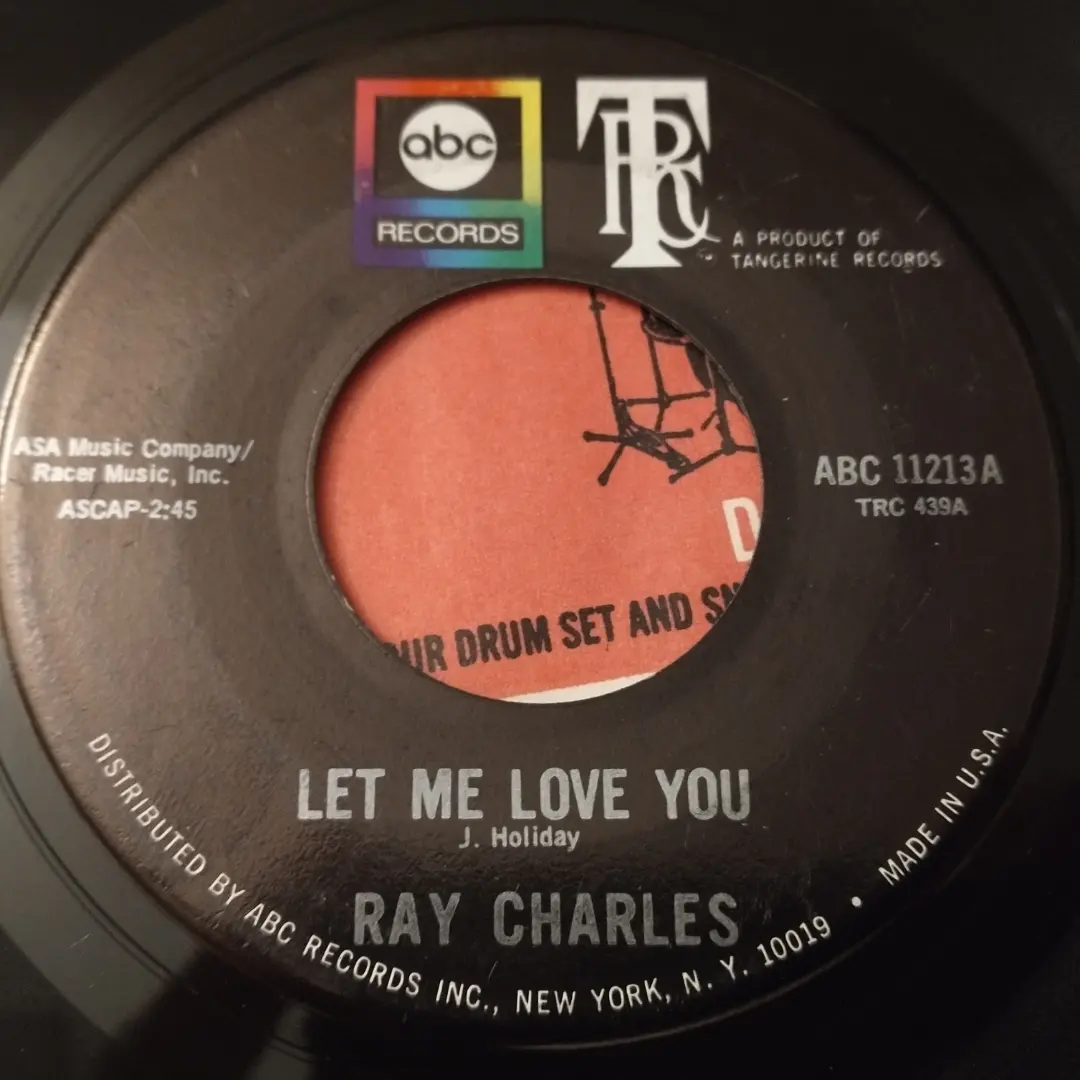 abc
RECORDS
TRC
A PRODUCT OF
TANGERINE RECORDS
ASA Music Company/
Racer Music, Inc.
ASCAP-2:45
ABC 11213A
TRC 439A
D
DRUM SET AND
LET ME LOVE YOU
J. Holiday
RAY CHARLES
DISTRIBUTED BY ABC RECORDS INC., NEW YORK, N. Y. 10019 • MADE IN U.S.A.